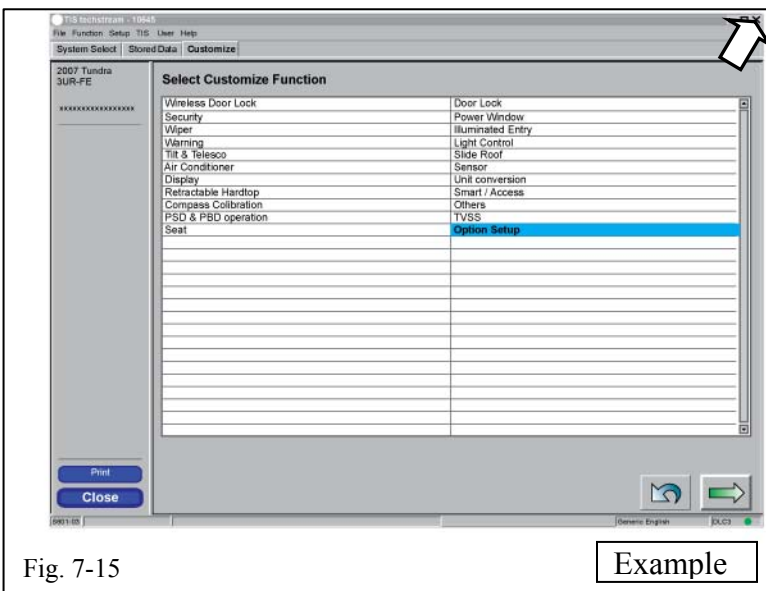 TIS techstream - 10645
File Function Setup TIS User Help
System Select Stored Data Customize
2007 Tundra
3UR-FE
xxxxxxxxxxxxxxxxx
Select Customize Function
Wireless Door Lock Door Lock
Security Power Window
Wiper Illuminated Entry
Warning Light Control
Tilt & Telesco Slide Roof
Air Conditioner Sensor
Display Unit conversion
Retractable Hardtop Smart / Access
Compass Colibration Others
PSD & PBD operation TVSS
Seat Option Setup
Print
Close
0901-03 Generic English DLC3
Fig. 7-15
Example